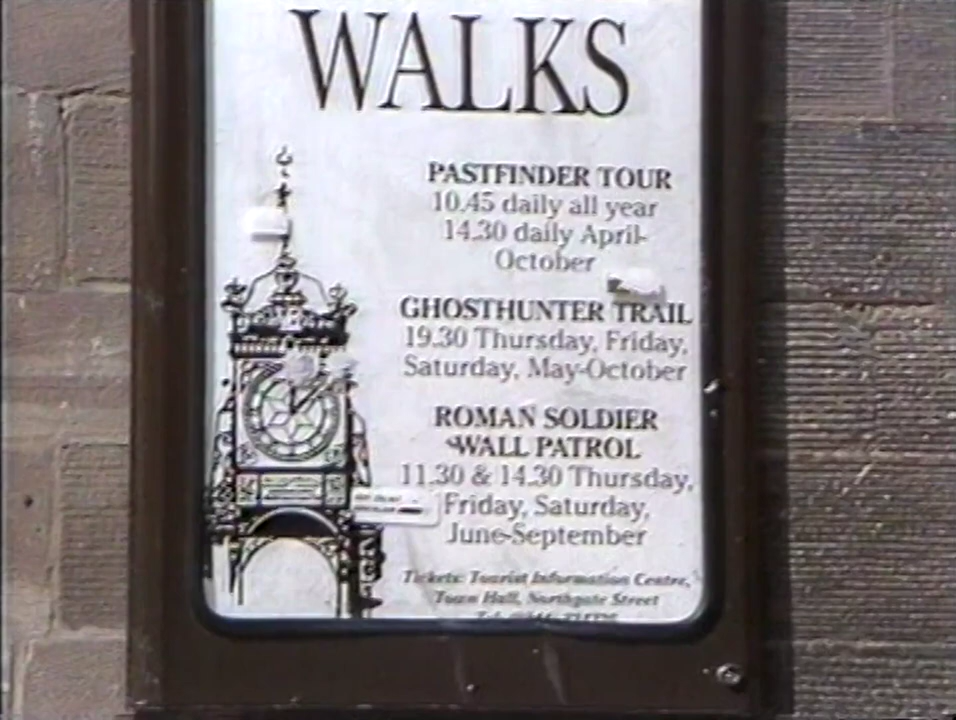 WALKS
PASTFINDER TOUR
10.45 daily all year
14.30 daily April-
October
GHOSTHUNTER TRAIL
19.30 Thursday, Friday,
Saturday, May-October
ROMAN SOLDIER
WALL PATROL
11.30 & 14.30 Thursday,
Friday, Saturday,
June-September
Tickets: Tourist Information Centre,
Town Hall, Northgate Street
Tel: